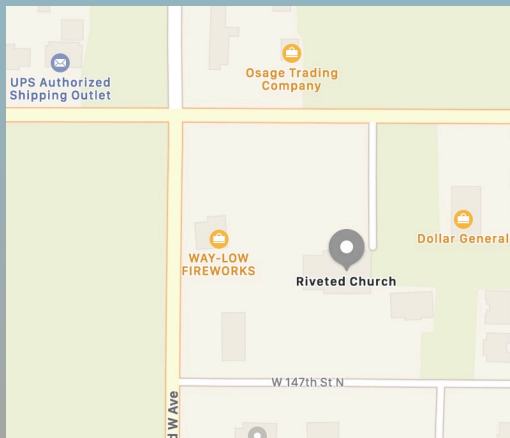 Osage Trading
Company
UPS Authorized
Shipping Outlet
Dollar General
WAY-LOW
FIREWORKS
Riveted Church
W 147th St N
d W Ave